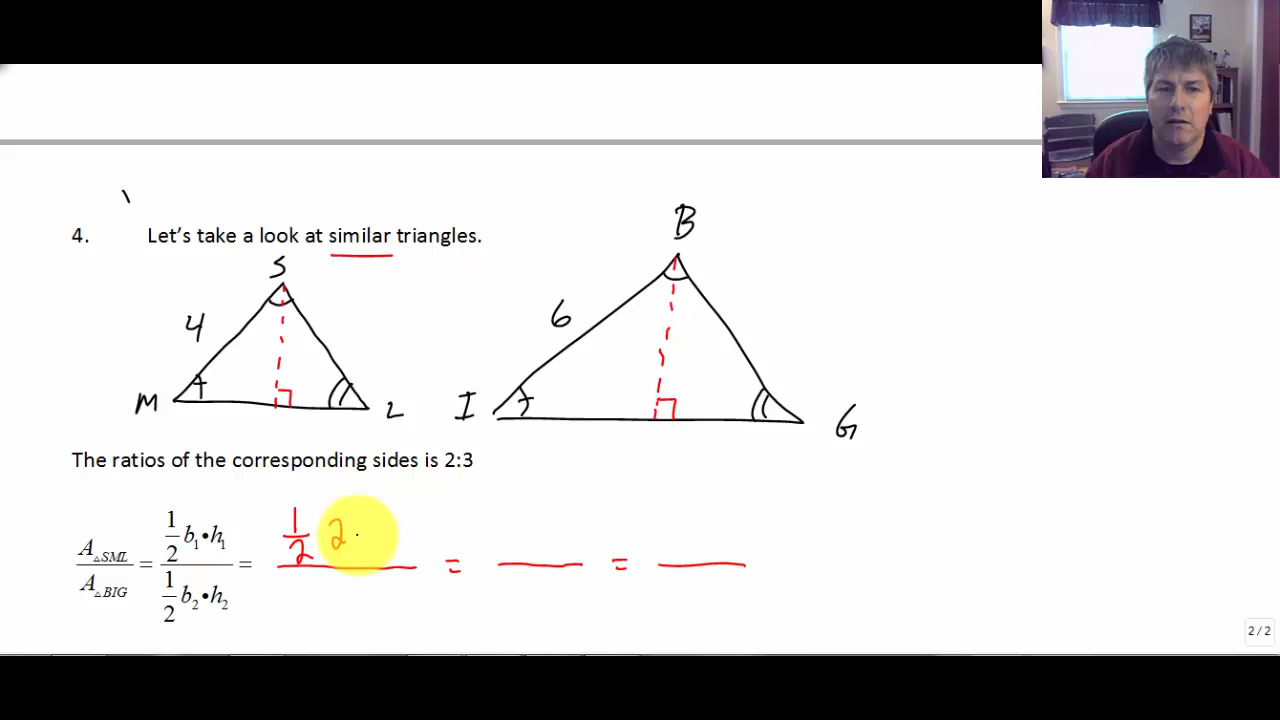 4. Let's take a look at similar triangles.
B
S
4
6
M
L
I
G
The ratios of the corresponding sides is 2:3
A△SML / A△BIG = 1/2 b₁•h₁ / 1/2 b₂•h₂ = 1/2 2· = =
2 / 2